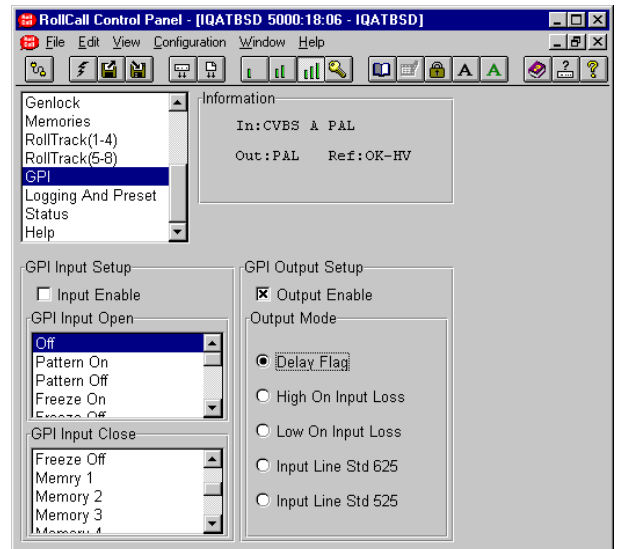 RollCall Control Panel - [IQATBSD 5000:18:06 - IQATBSD]
File Edit View Configuration Window Help
A A
Genlock
Memories
RollTrack(1-4)
RollTrack(5-8)
GPI
Logging And Preset
Status
Help
Information
In:CVBS A PAL
Out:PAL Ref:OK-HV
GPI Input Setup
Input Enable
GPI Input Open
Off
Pattern On
Pattern Off
Freeze On
Freeze Off
GPI Input Close
Freeze Off
Memry 1
Memory 2
Memory 3
Memory 4
GPI Output Setup
Output Enable
Output Mode
Delay Flag
High On Input Loss
Low On Input Loss
Input Line Std 625
Input Line Std 525